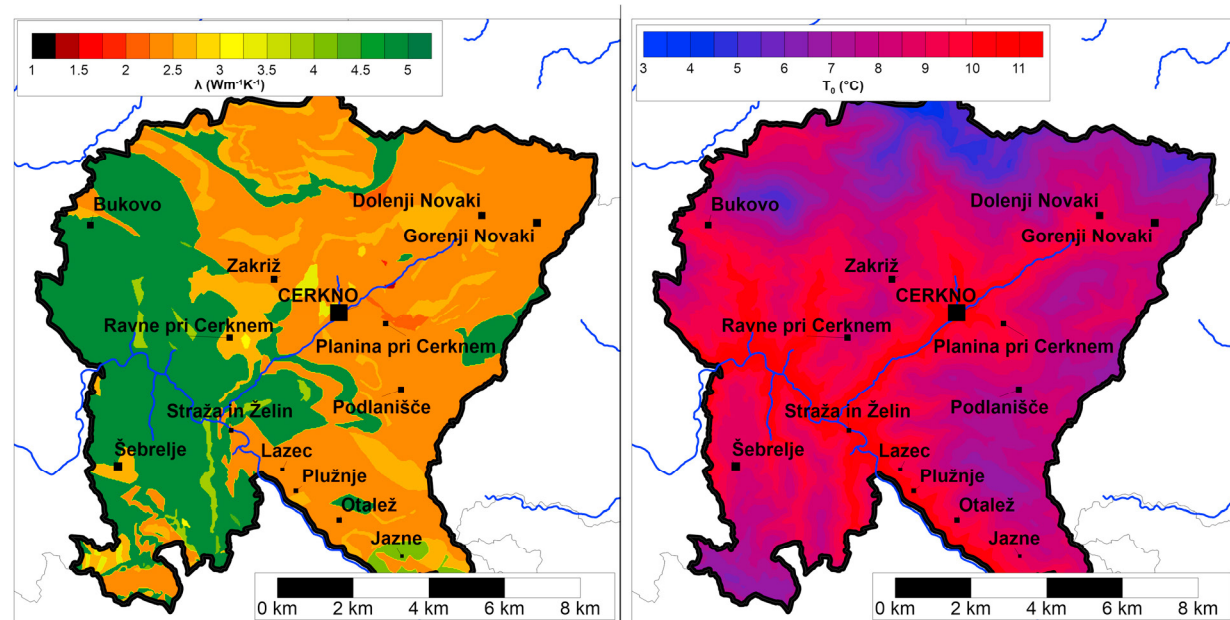 1 1.5 2 2.5 3 3.5 4 4.5 5
λ (Wm⁻¹K⁻¹)
Bukovo
Dolenji Novaki
Gorenji Novaki
Zakriž
CERKNO
Ravne pri Cerknem
Planina pri Cerknem
Podlanišče
Straža in Želin
Šebrelje
Lazec
Plužnje
Otalež
Jazne
0 km 2 km 4 km 6 km 8 km
3 4 5 6 7 8 9 10 11
T₀ (°C)
Bukovo
Dolenji Novaki
Gorenji Novaki
Zakriž
CERKNO
Ravne pri Cerknem
Planina pri Cerknem
Podlanišče
Straža in Želin
Šebrelje
Lazec
Plužnje
Otalež
Jazne
0 km 2 km 4 km 6 km 8 km